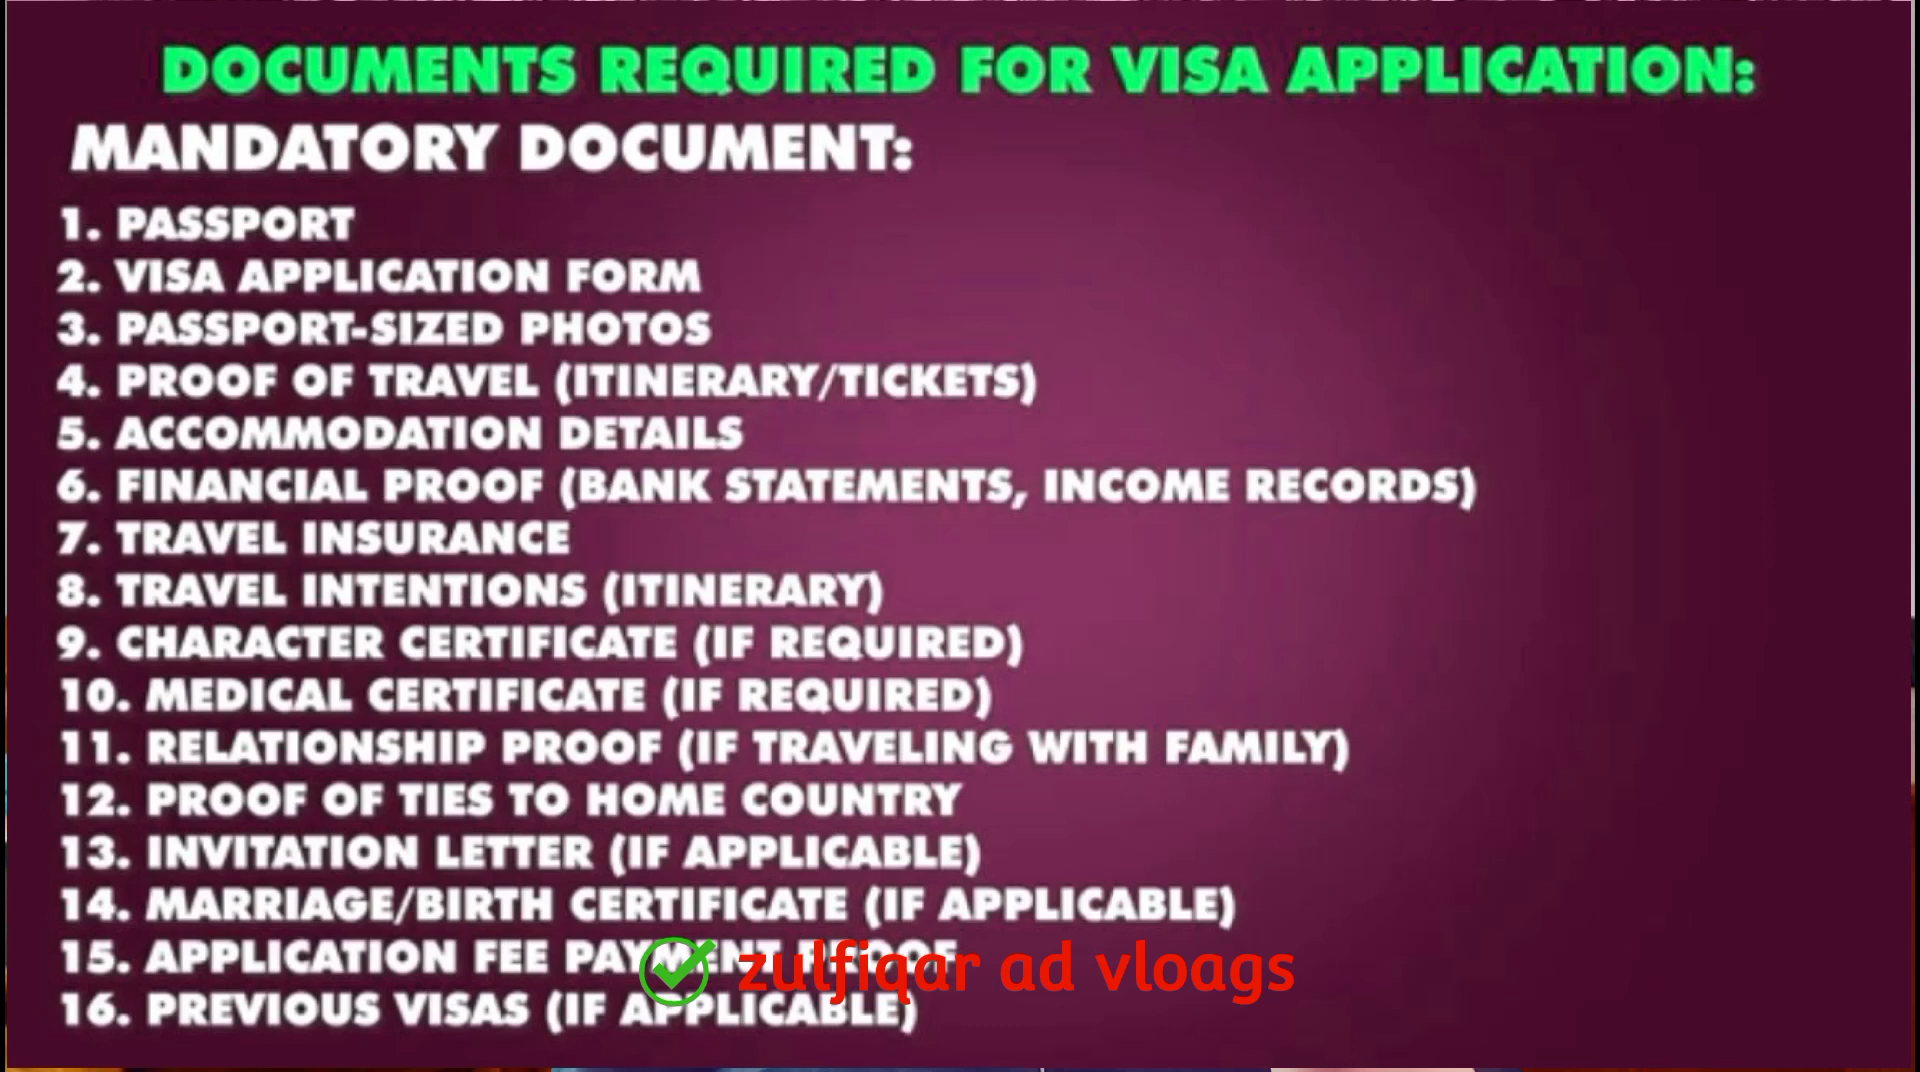 DOCUMENTS REQUIRED FOR VISA APPLICATION:
MANDATORY DOCUMENT:
1. PASSPORT
2. VISA APPLICATION FORM
3. PASSPORT-SIZED PHOTOS
4. PROOF OF TRAVEL (ITINERARY/TICKETS)
5. ACCOMMODATION DETAILS
6. FINANCIAL PROOF (BANK STATEMENTS, INCOME RECORDS)
7. TRAVEL INSURANCE
8. TRAVEL INTENTIONS (ITINERARY)
9. CHARACTER CERTIFICATE (IF REQUIRED)
10. MEDICAL CERTIFICATE (IF REQUIRED)
11. RELATIONSHIP PROOF (IF TRAVELING WITH FAMILY)
12. PROOF OF TIES TO HOME COUNTRY
13. INVITATION LETTER (IF APPLICABLE)
14. MARRIAGE/BIRTH CERTIFICATE (IF APPLICABLE)
15. APPLICATION FEE PAYMENT PROOF
zulfiqar ad vloags
16. PREVIOUS VISAS (IF APPLICABLE)